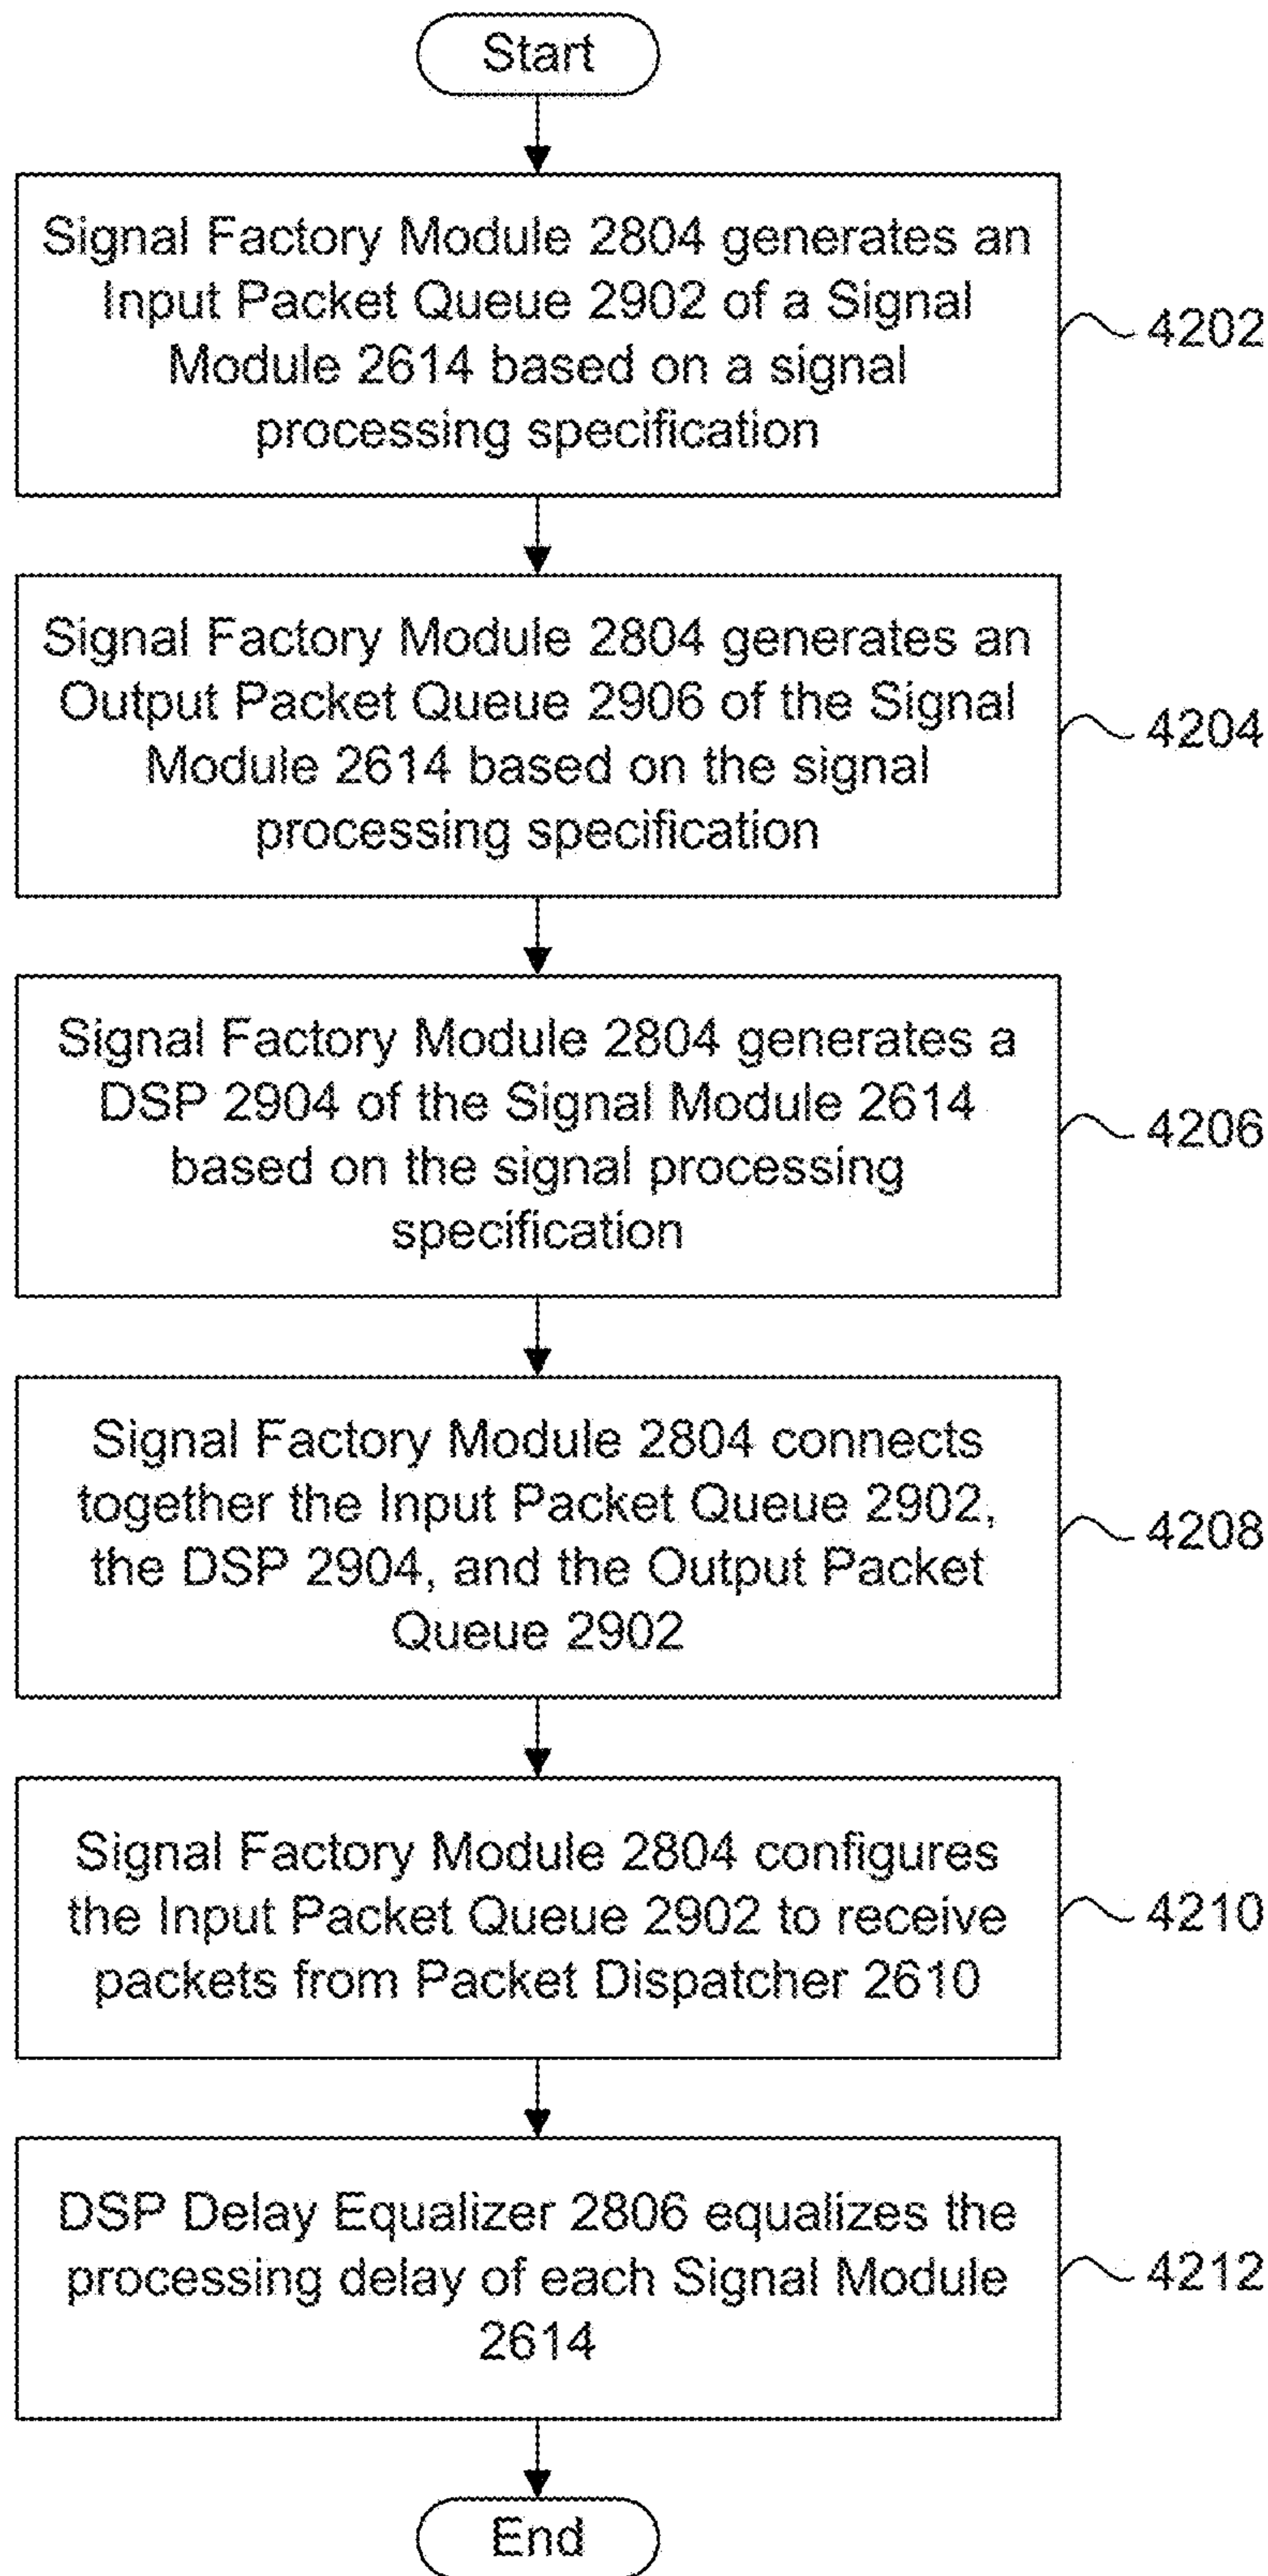 Start
Signal Factory Module 2804 generates an
Input Packet Queue 2902 of a Signal
Module 2614 based on a signal
processing specification
4202
Signal Factory Module 2804 generates an
Output Packet Queue 2906 of the Signal
Module 2614 based on the signal
processing specification
4204
Signal Factory Module 2804 generates a
DSP 2904 of the Signal Module 2614
based on the signal processing
specification
4206
Signal Factory Module 2804 connects
together the Input Packet Queue 2902,
the DSP 2904, and the Output Packet
Queue 2902
4208
Signal Factory Module 2804 configures
the Input Packet Queue 2902 to receive
packets from Packet Dispatcher 2610
4210
DSP Delay Equalizer 2806 equalizes the
processing delay of each Signal Module
2614
4212
End